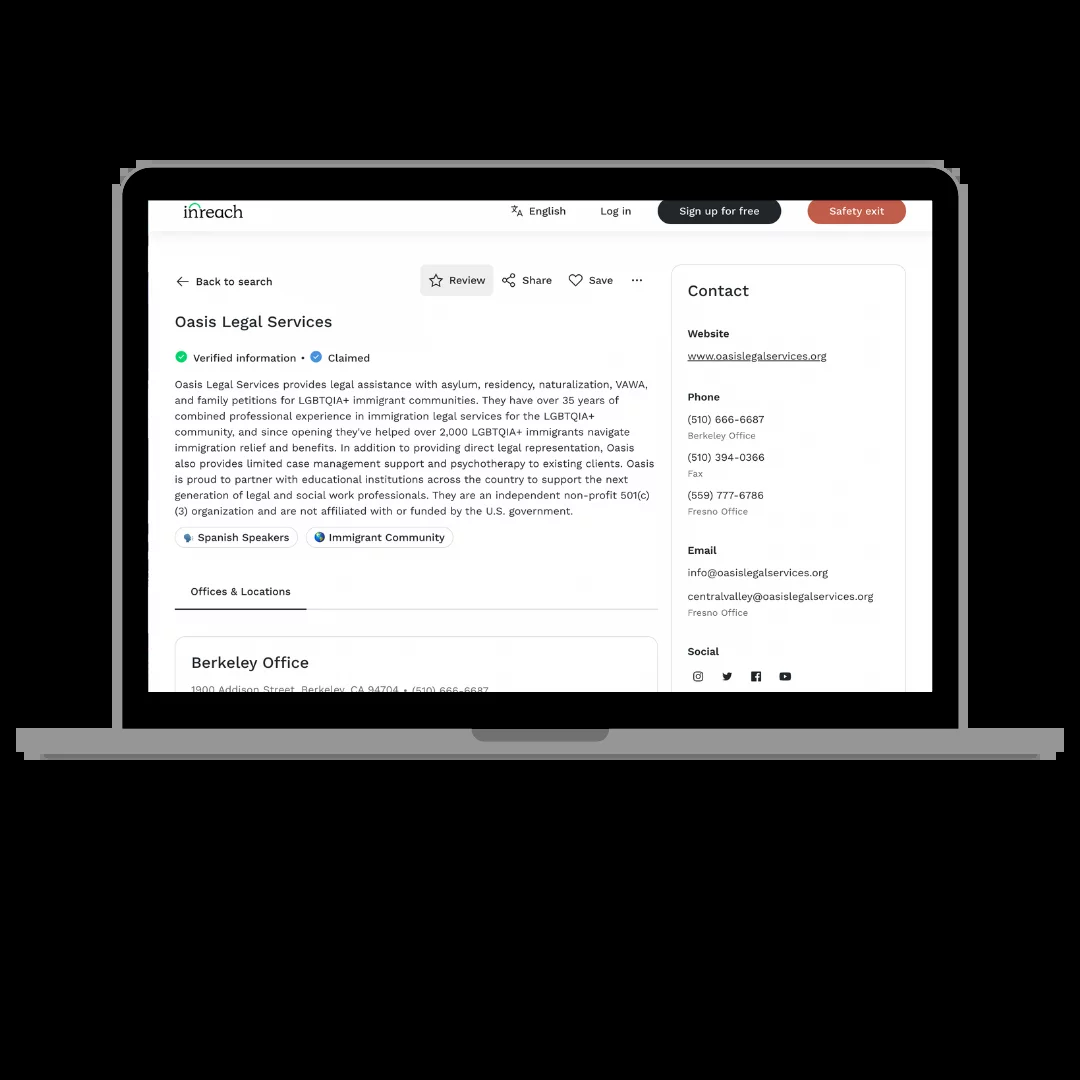 inreach
English
Log in
Sign up for free
Safety exit
Back to search
Review
Share
Save
Oasis Legal Services
Verified information • Claimed
Oasis Legal Services provides legal assistance with asylum, residency, naturalization, VAWA,
and family petitions for LGBTQIA+ immigrant communities. They have over 35 years of
combined professional experience in immigration legal services for the LGBTQIA+
community, and since opening they've helped over 2,000 LGBTQIA+ immigrants navigate
immigration relief and benefits. In addition to providing direct legal representation, Oasis
also provides limited case management support and psychotherapy to existing clients. Oasis
is proud to partner with educational institutions across the country to support the next
generation of legal and social work professionals. They are an independent non-profit 501(c)
(3) organization and are not affiliated with or funded by the U.S. government.
Spanish Speakers
Immigrant Community
Offices & Locations
Berkeley Office
1900 Addison Street, Berkeley, CA 94704 • (510) 666-6687
Contact
Website
www.oasislegalservices.org
Phone
(510) 666-6687
Berkeley Office
(510) 394-0366
Fax
(559) 777-6786
Fresno Office
Email
info@oasislegalservices.org
centralvalley@oasislegalservices.org
Fresno Office
Social